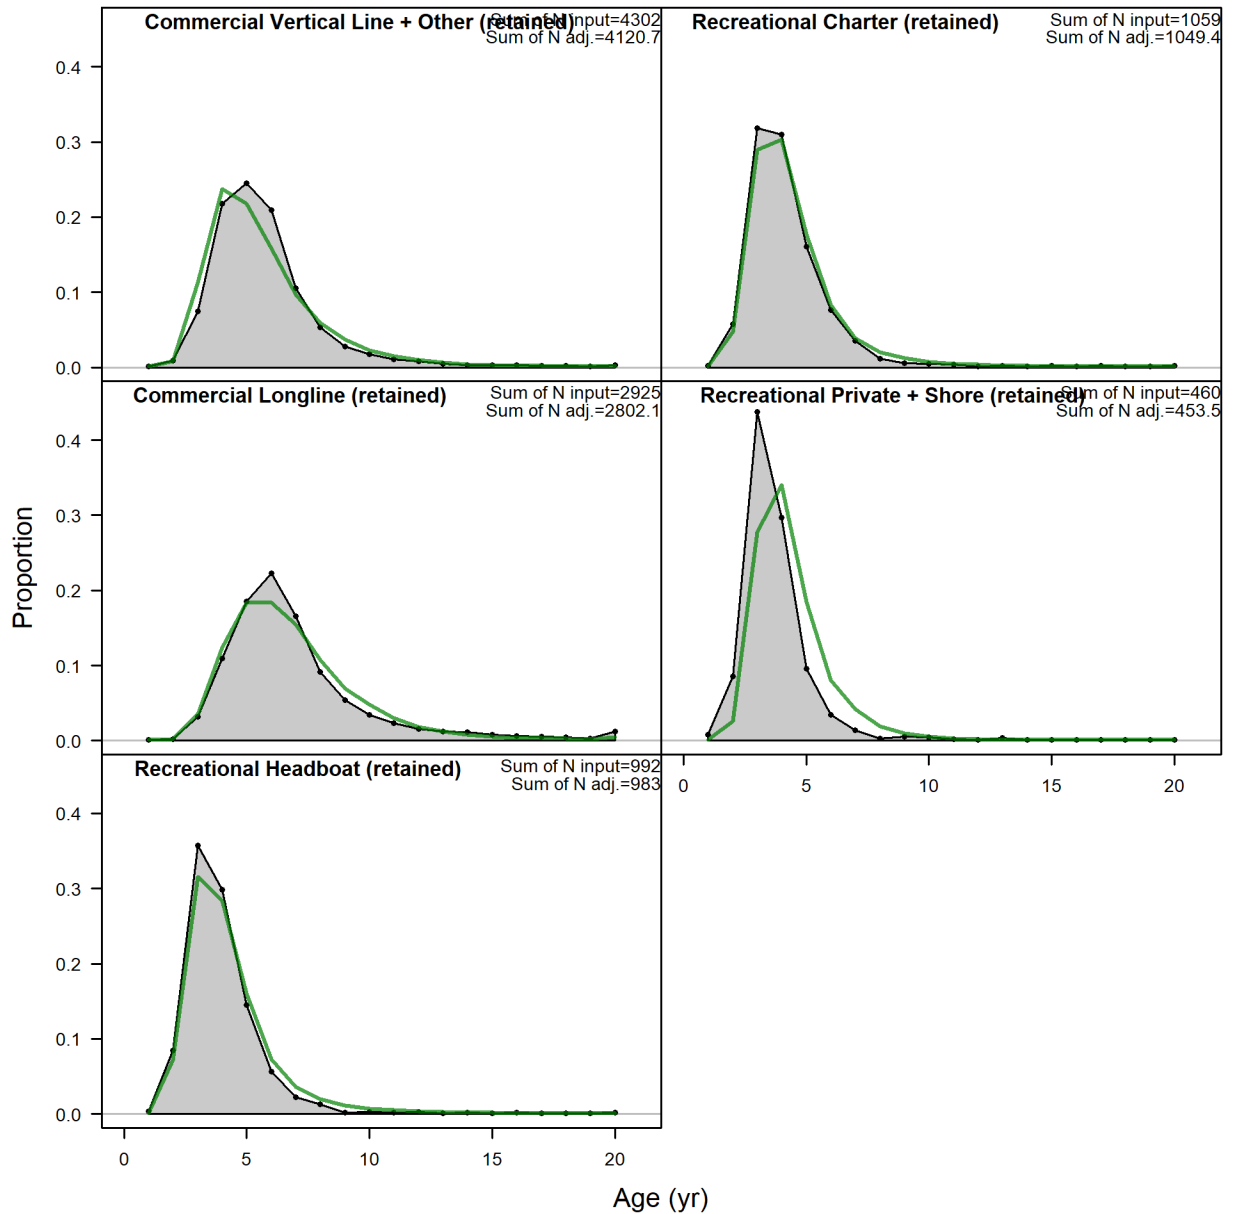 Commercial Vertical Line + Other (retained)
Sum of N input=4302
Sum of N adj.=4120.7
Recreational Charter (retained)
Sum of N input=1059
Sum of N adj.=1049.4
0.4
0.3
0.2
0.1
0.0
Commercial Longline (retained)
Sum of N input=2925
Sum of N adj.=2802.1
Recreational Private + Shore (retained)
Sum of N input=460
Sum of N adj.=453.5
0.4
0.3
0.2
0.1
0.0
Proportion
Recreational Headboat (retained)
Sum of N input=992
Sum of N adj.=983
0 5 10 15 20
0.4
0.3
0.2
0.1
0.0
0 5 10 15 20
Age (yr)